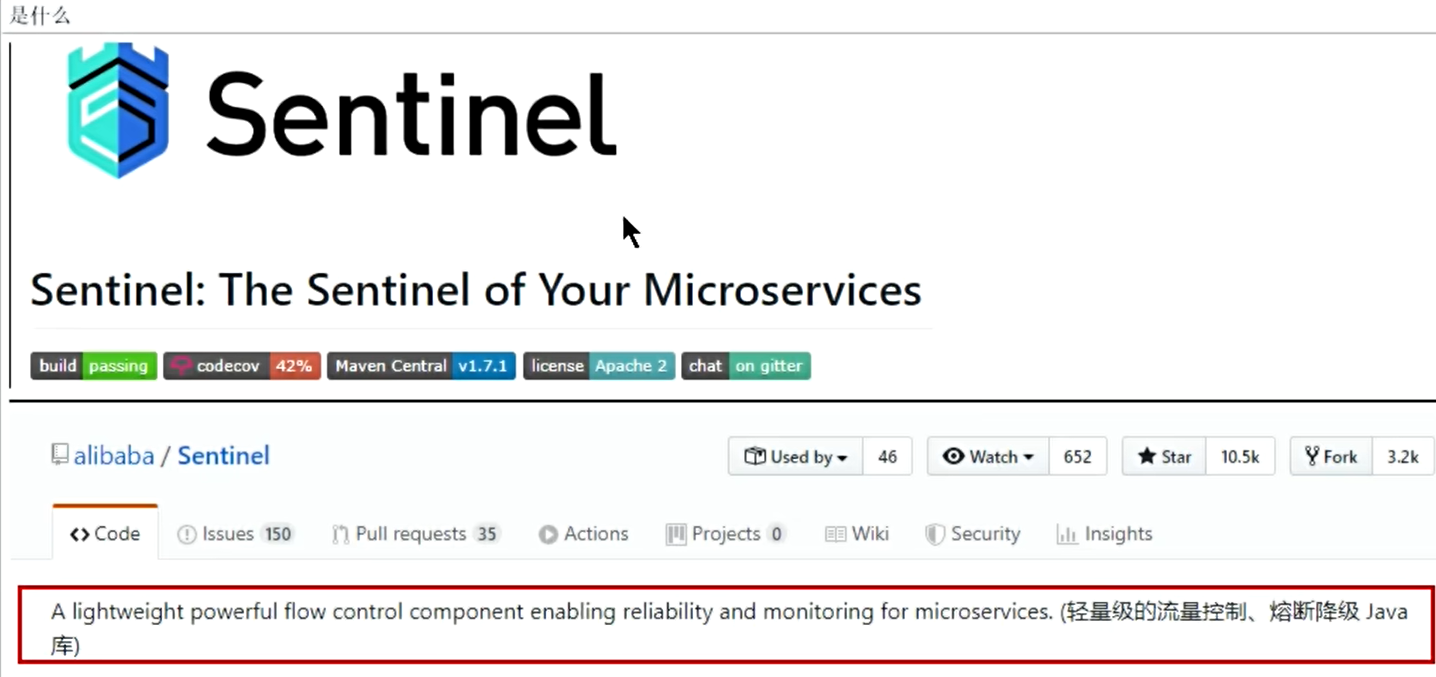 是什么
Sentinel
Sentinel: The Sentinel of Your Microservices
build passing codecov 42% Maven Central v1.7.1 license Apache 2 chat on gitter
alibaba / Sentinel Used by 46 Watch 652 Star 10.5k Fork 3.2k
Code Issues 150 Pull requests 35 Actions Projects 0 Wiki Security Insights
A lightweight powerful flow control component enabling reliability and monitoring for microservices. (轻量级的流量控制、熔断降级 Java
库)